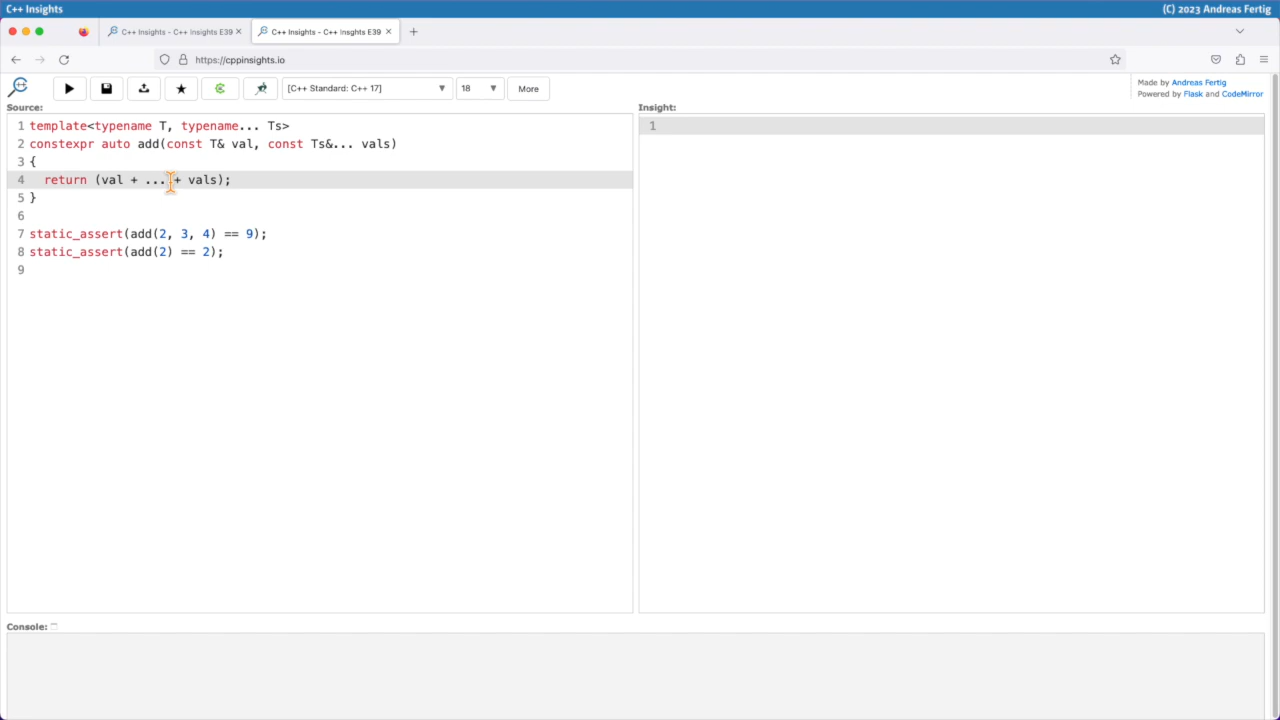 C++ Insights
(C) 2023 Andreas Fertig
C++ Insights - C++ Insights E39
C++ Insights - C++ Insights E39
https://cppinsights.io
[C++ Standard: C++ 17]
18
More
Made by Andreas Fertig
Powered by Flask and CodeMirror
Source:
Insight:
1 template<typename T, typename... Ts>
2 constexpr auto add(const T& val, const Ts&... vals)
3 {
4   return (val + ... + vals);
5 }
6
7 static_assert(add(2, 3, 4) == 9);
8 static_assert(add(2) == 2);
9
1
Console: